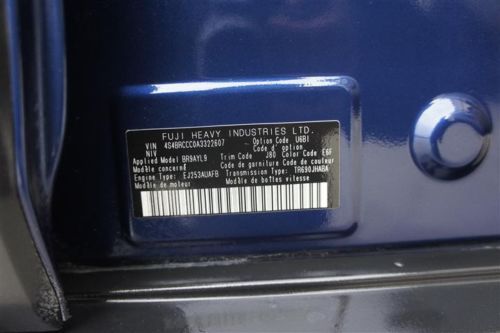 FUJI HEAVY INDUSTRIES LTD.
VIN 4S4BRCCC0A3322607 Option Code U6B1
NIV Code d' option
Applied Model BR9AYL9 Trim Code J80 Color Code E6F
Modèle concerné Code de garniture Code de couleur
Engine Type EJ253AUAFB Transmission Type: TR690JHABA
Modèle de moteur Modèle de boîtes vitesse